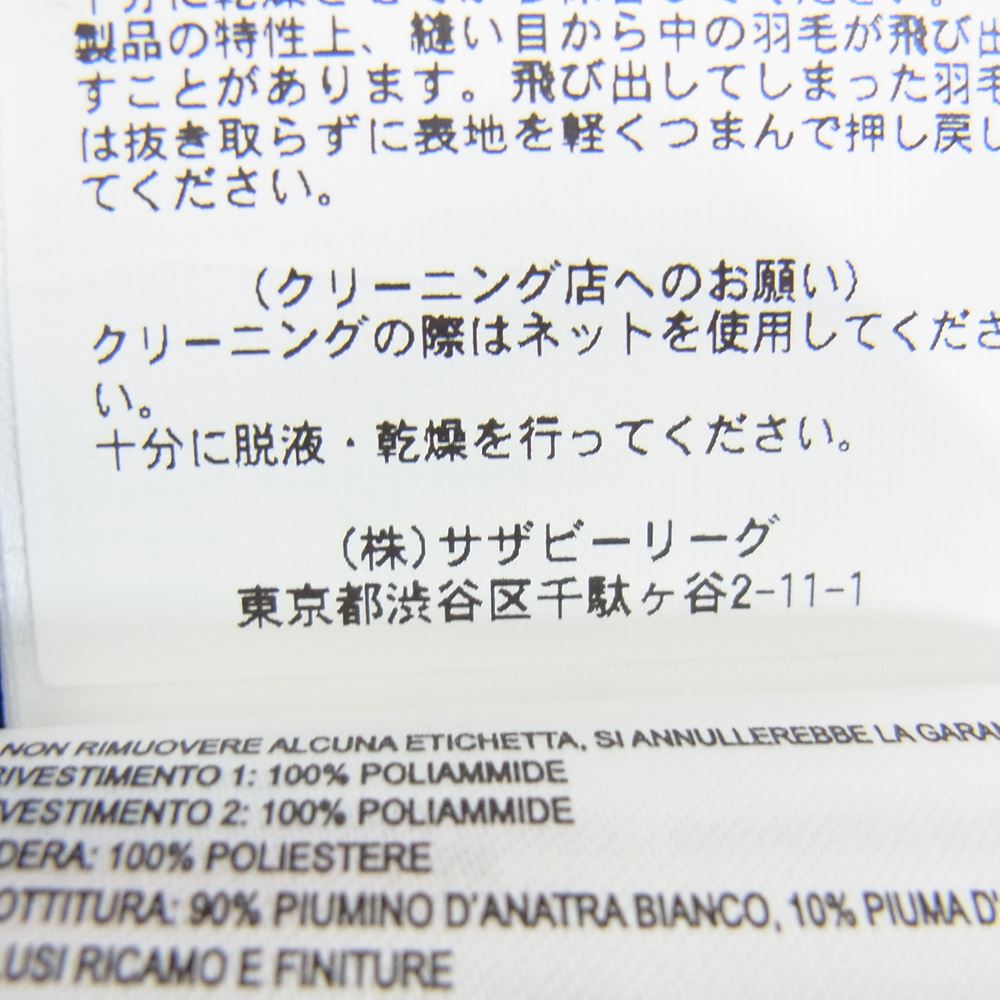 製品の特性上、縫い目から中の羽毛が飛び出
すことがあります。飛び出してしまった羽毛
は抜き取らずに表地を軽くつまんで押し戻し
てください。
(クリーニング店へのお願い)
クリーニングの際はネットを使用してくださ
い。
十分に脱液・乾燥を行ってください。
(株)サザビーリーグ
東京都渋谷区千駄ヶ谷2-11-1
NON RIMUOVERE ALCUNA ETICHETTA, SI ANNULLEREBBE LA GARAN
RIVESTIMENTO 1: 100% POLIAMMIDE
VESTIMENTO 2: 100% POLIAMMIDE
DERA: 100% POLIESTERE
OTTITURA: 90% PIUMINO D'ANATRA BIANCO, 10% PIUMA D'
LUSI RICAMO E FINITURE